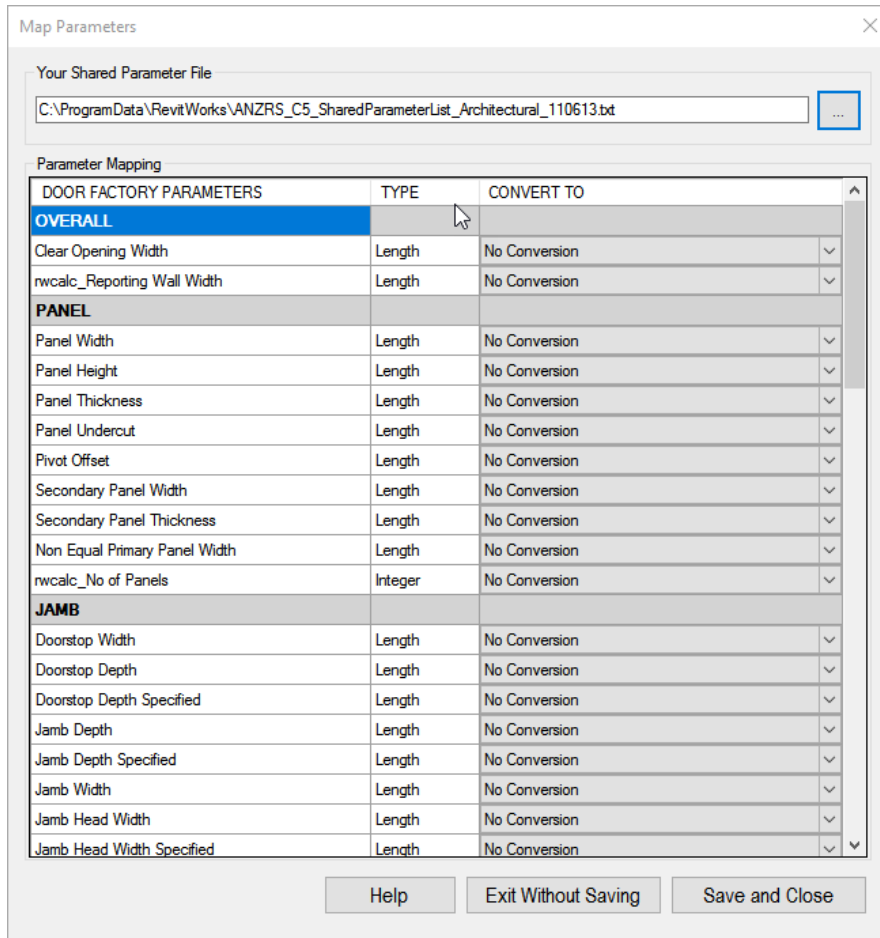 Map Parameters
Your Shared Parameter File
C:\ProgramData\RevitWorks\ANZRS_C5_SharedParameterList_Architectural_110613.txt ...
Parameter Mapping
DOOR FACTORY PARAMETERS TYPE CONVERT TO
OVERALL
Clear Opening Width Length No Conversion
rwcalc_Reporting Wall Width Length No Conversion
PANEL
Panel Width Length No Conversion
Panel Height Length No Conversion
Panel Thickness Length No Conversion
Panel Undercut Length No Conversion
Pivot Offset Length No Conversion
Secondary Panel Width Length No Conversion
Secondary Panel Thickness Length No Conversion
Non Equal Primary Panel Width Length No Conversion
rwcalc_No of Panels Integer No Conversion
JAMB
Doorstop Width Length No Conversion
Doorstop Depth Length No Conversion
Doorstop Depth Specified Length No Conversion
Jamb Depth Length No Conversion
Jamb Depth Specified Length No Conversion
Jamb Width Length No Conversion
Jamb Head Width Length No Conversion
Jamb Head Width Specified Length No Conversion
Help Exit Without Saving Save and Close